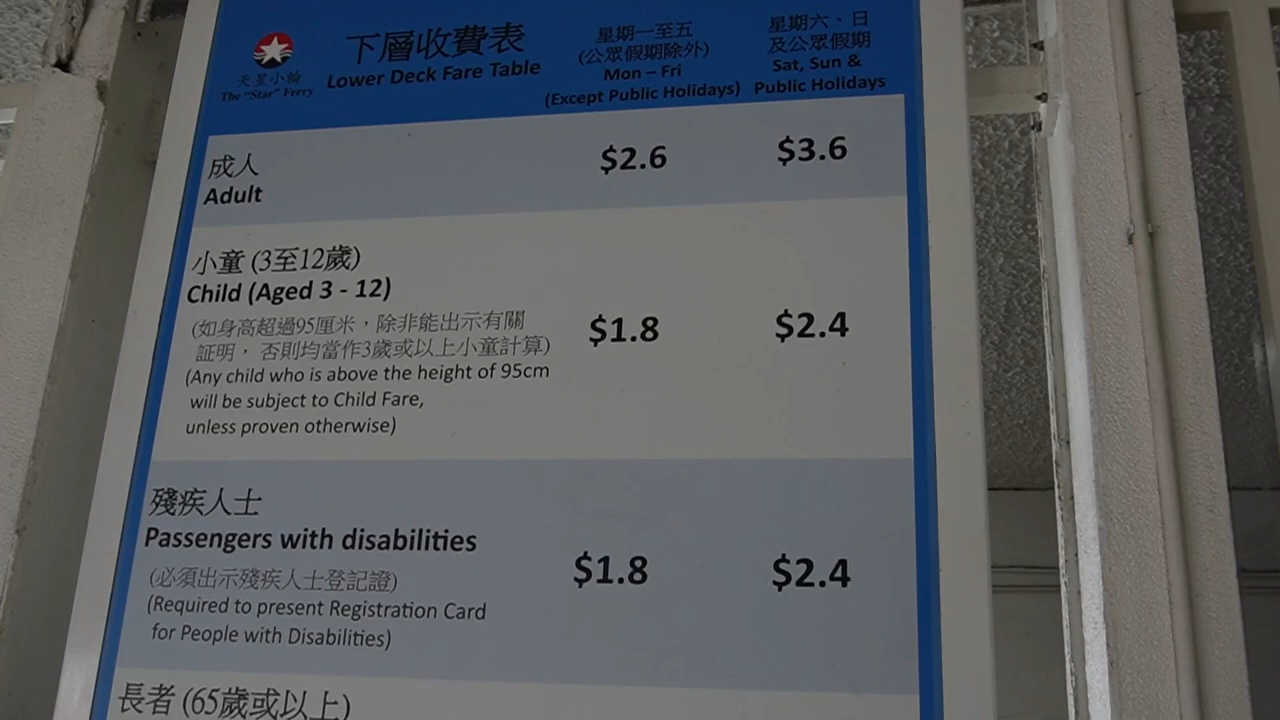 天星小輪
The "Star" Ferry
下層收費表
Lower Deck Fare Table
星期一至五
(公眾假期除外)
Mon – Fri
(Except Public Holidays)
星期六、日
及公眾假期
Sat, Sun &
Public Holidays
成人
Adult
$2.6
$3.6
小童 (3至12歲)
Child (Aged 3 - 12)
(如身高超過95厘米，除非能出示有關
証明， 否則均當作3歲或以上小童計算)
(Any child who is above the height of 95cm
will be subject to Child Fare,
unless proven otherwise)
$1.8
$2.4
殘疾人士
Passengers with disabilities
(必須出示殘疾人士登記證)
(Required to present Registration Card
for People with Disabilities)
$1.8
$2.4
長者 (65歲或以上)